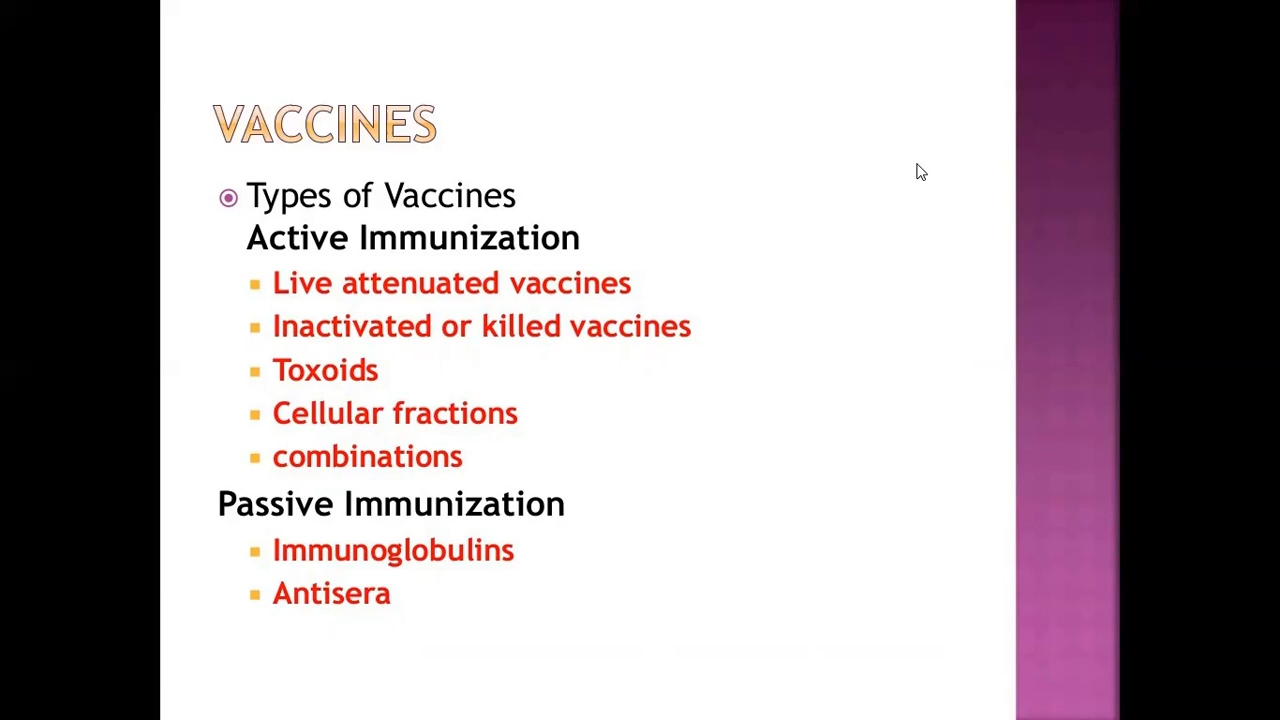 VACCINES
Types of Vaccines
Active Immunization
Live attenuated vaccines
Inactivated or killed vaccines
Toxoids
Cellular fractions
combinations
Passive Immunization
Immunoglobulins
Antisera